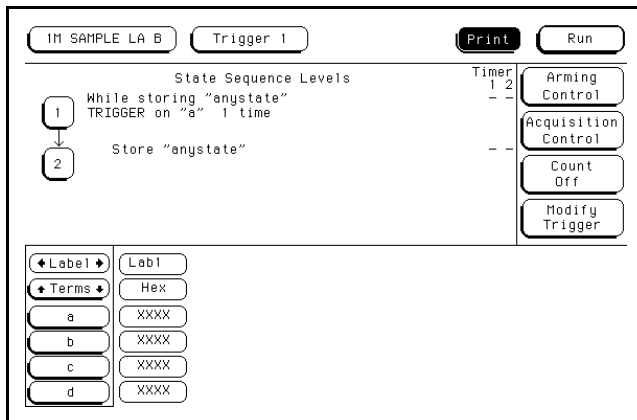 1M SAMPLE LA B
Trigger 1
Print
Run
State Sequence Levels
Timer
1 2
1
While storing "anystate"
TRIGGER on "a" 1 time
- -
2
Store "anystate"
- -
Arming
Control
Acquisition
Control
Count
Off
Modify
Trigger
Label
Lab1
Terms
Hex
a
XXXX
b
XXXX
c
XXXX
d
XXXX